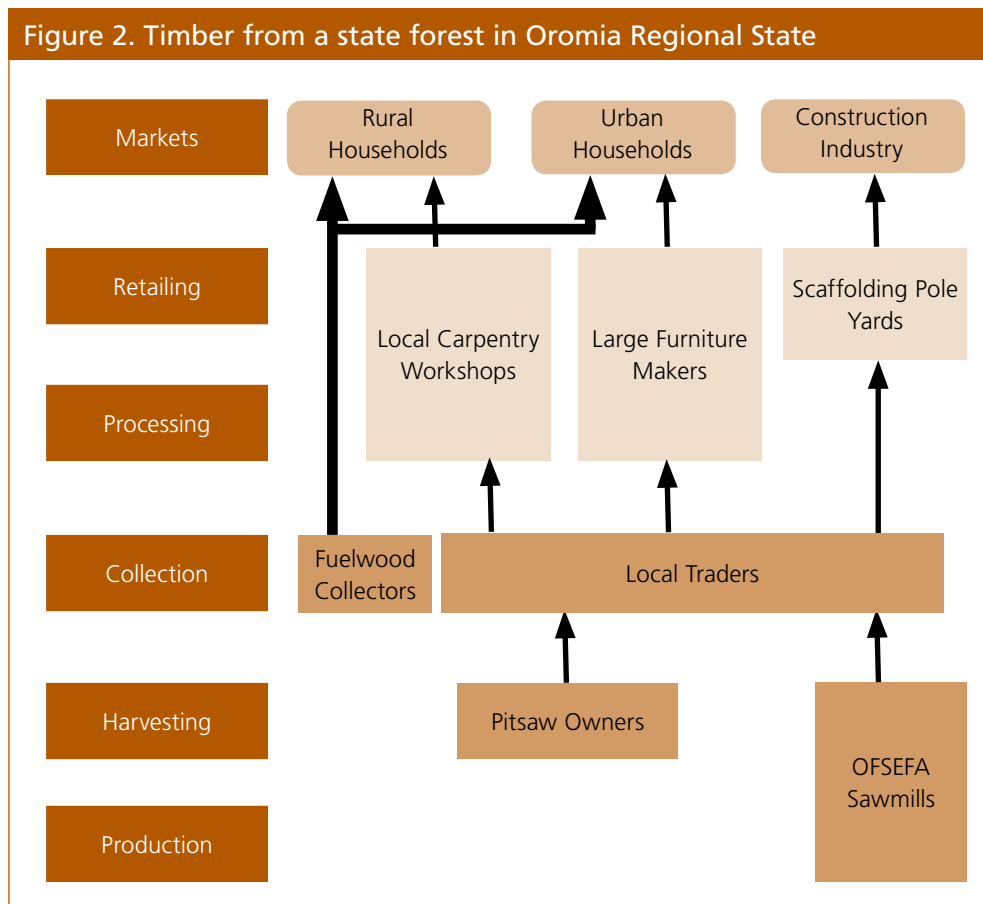 Figure 2. Timber from a state forest in Oromia Regional State
Markets
Rural
Households
Urban
Households
Construction
Industry
Retailing
Local Carpentry
Workshops
Large Furniture
Makers
Scaffolding Pole
Yards
Processing
Collection
Fuelwood
Collectors
Local Traders
Harvesting
Pitsaw Owners
OFSEFA
Sawmills
Production